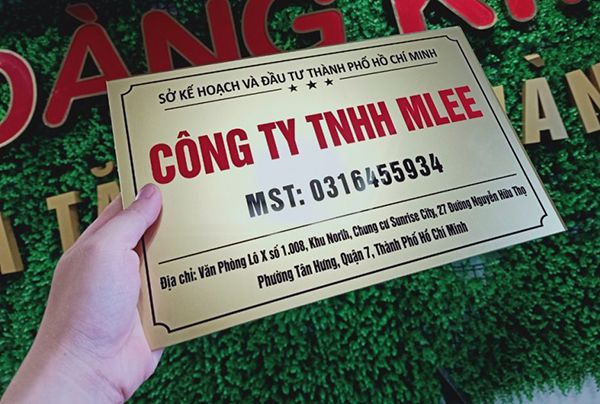 OÀNG K
SỞ KẾ HOẠCH VÀ ĐẦU TƯ THÀNH PHỐ HỒ CHÍ MINH
CÔNG TY TNHH MLEE
MST: 0316455934
Địa chỉ: Văn Phòng Lô X số 1.008, Khu North, Chung cư Sunrise City, 27 Đường Nguyễn Hữu Thọ
Phường Tân Hưng, Quận 7, Thành Phố Hồ Chí Minh